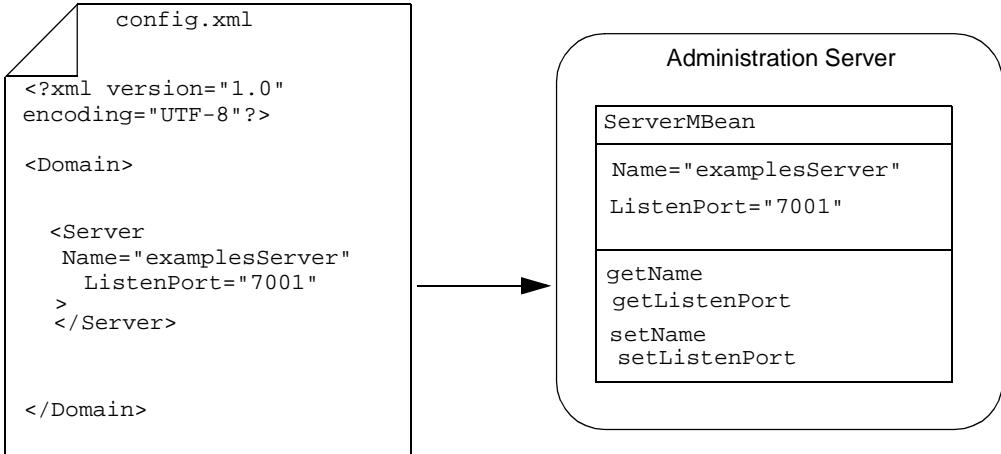 config.xml
<?xml version="1.0"
encoding="UTF-8"?>
<Domain>
<Server
Name="examplesServer"
ListenPort="7001"
>
</Server>
</Domain>
Administration Server
ServerMBean
Name="examplesServer"
ListenPort="7001"
getName
getListenPort
setName
setListenPort